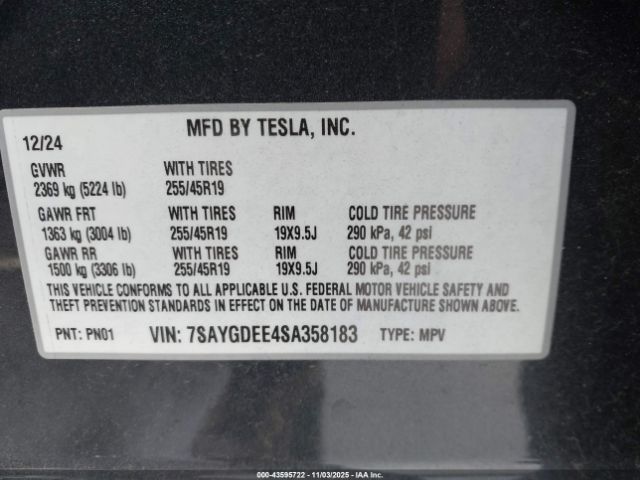 MFD BY TESLA, INC.
12/24
GVWR WITH TIRES
2369 kg (5224 lb) 255/45R19
GAWR FRT WITH TIRES RIM COLD TIRE PRESSURE
1363 kg (3004 lb) 255/45R19 19X9.5J 290 kPa, 42 psi
GAWR RR WITH TIRES RIM COLD TIRE PRESSURE
1500 kg (3306 lb) 255/45R19 19X9.5J 290 kPa, 42 psi
THIS VEHICLE CONFORMS TO ALL APPLICABLE U.S. FEDERAL MOTOR VEHICLE SAFETY AND
THEFT PREVENTION STANDARDS IN EFFECT ON THE DATE OF MANUFACTURE SHOWN ABOVE.
PNT: PN01 VIN: 7SAYGDEE4SA358183 TYPE: MPV
000-43595722 - 11/03/2025 - IAA Inc.